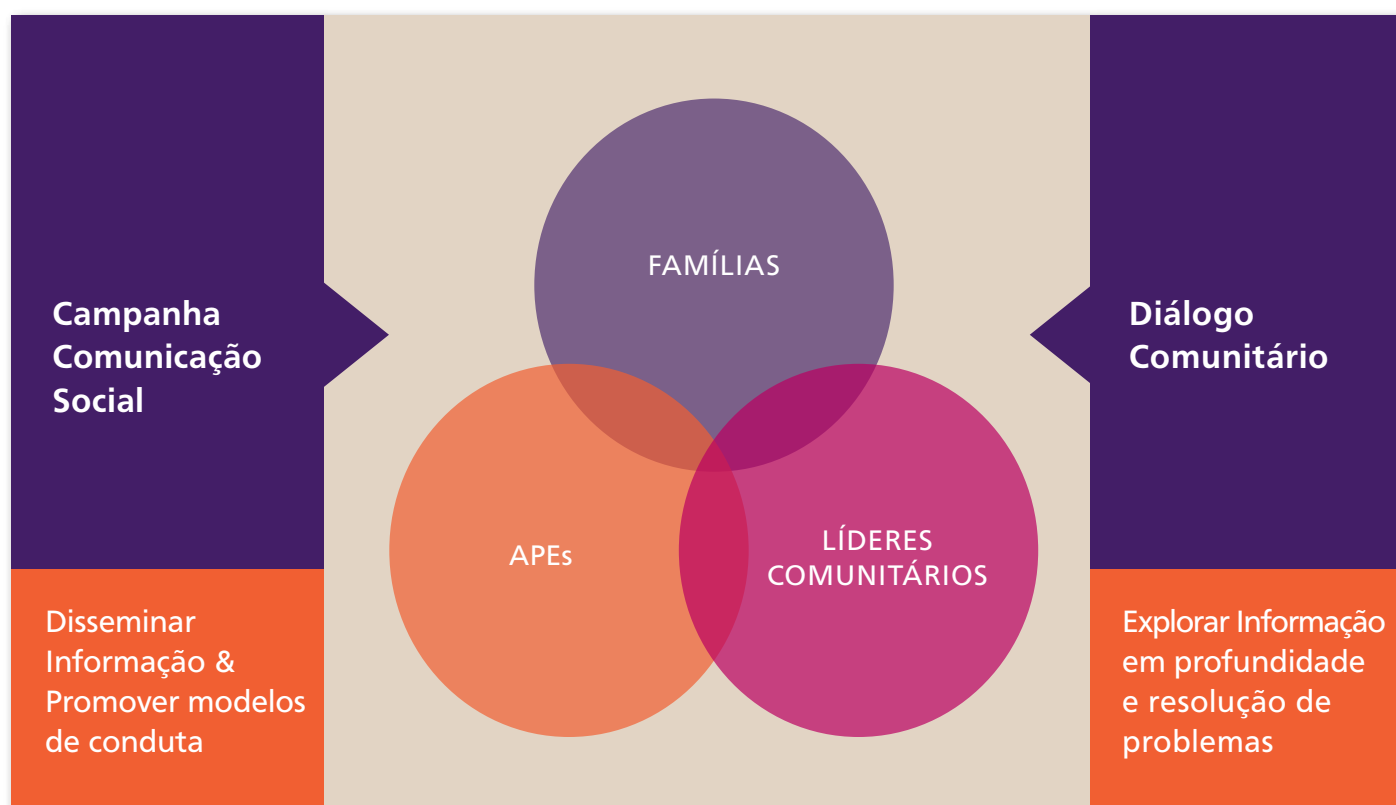 Campanha
Comunicação
Social
Disseminar
Informação &
Promover modelos
de conduta
FAMÍLIAS
APEs
LÍDERES
COMUNITÁRIOS
Diálogo
Comunitário
Explorar Informação
em profundidade
e resolução de
problemas